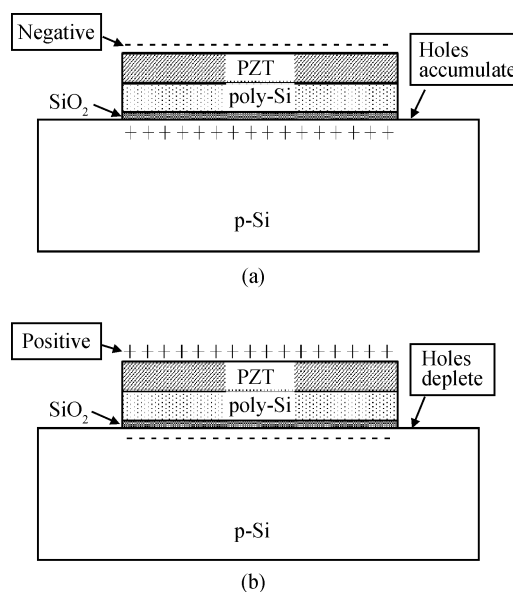 Negative
Holes
accumulate
PZT
poly-Si
SiO₂
p-Si
(a)
Positive
Holes
deplete
PZT
poly-Si
SiO₂
p-Si
(b)